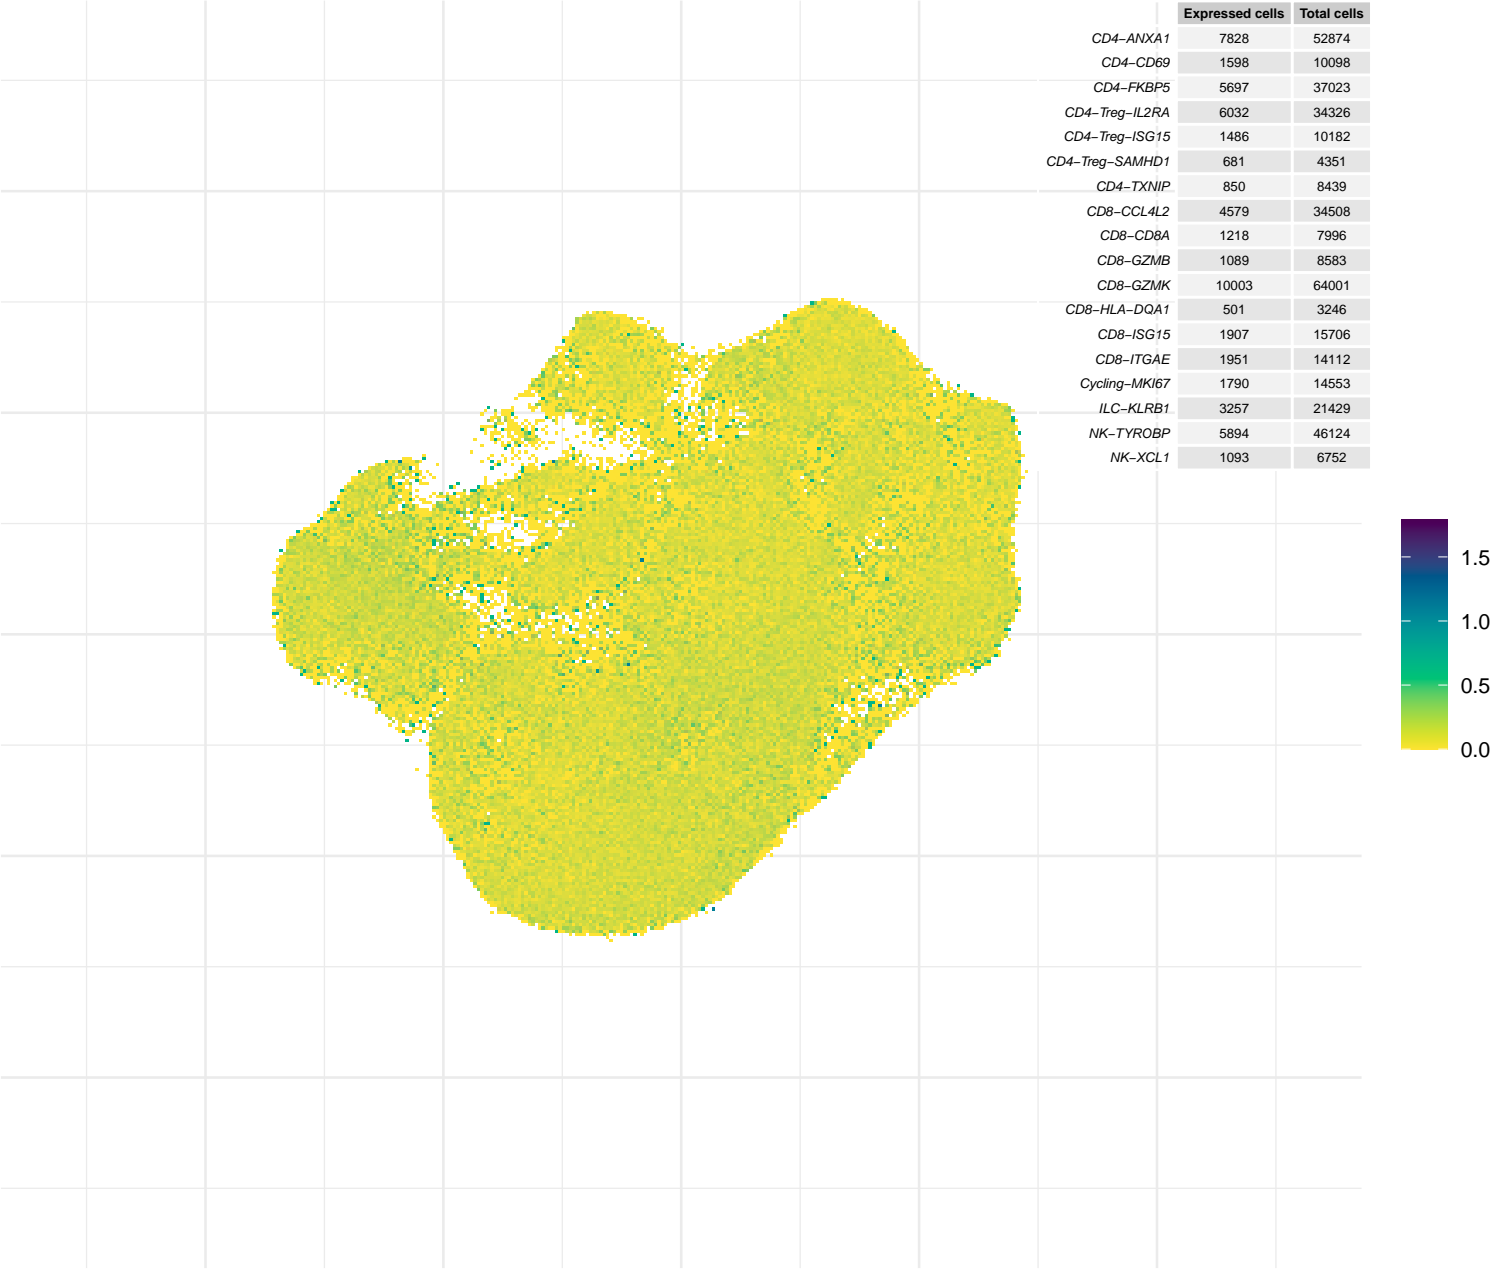 Expressed cells Total cells
CD4−ANXA1 7828 52874
CD4−CD69 1598 10098
CD4−FKBP5 5697 37023
CD4−Treg−IL2RA 6032 34326
CD4−Treg−ISG15 1486 10182
CD4−Treg−SAMHD1 681 4351
CD4−TXNIP 850 8439
CD8−CCL4L2 4579 34508
CD8−CD8A 1218 7996
CD8−GZMB 1089 8583
CD8−GZMK 10003 64001
CD8−HLA−DQA1 501 3246
CD8−ISG15 1907 15706
CD8−ITGAE 1951 14112
Cycling−MKI67 1790 14553
ILC−KLRB1 3257 21429
NK−TYROBP 5894 46124
NK−XCL1 1093 6752
1.5
1.0
0.5
0.0